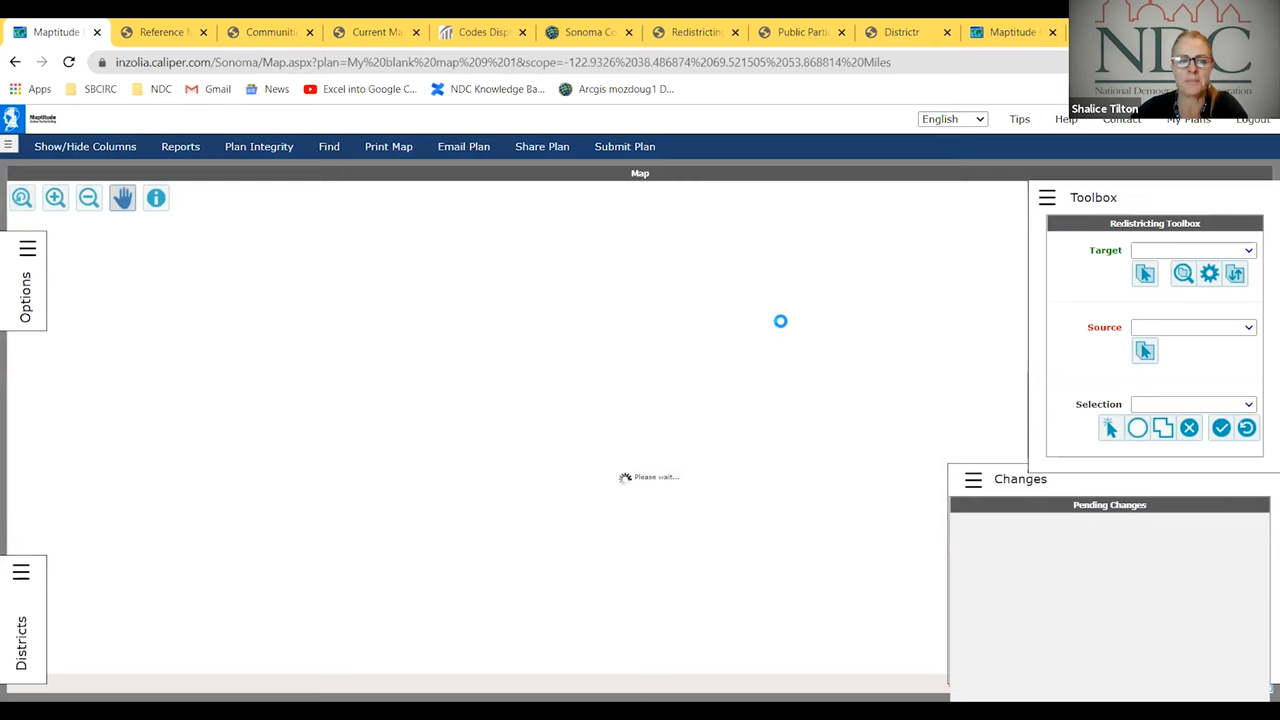 Maptitude
Reference M
Communiti
Current Ma
Codes Disp
Sonoma Co
Redistrictin
Public Parti
Districtr
Maptitude
inzolia.caliper.com/Sonoma/Map.aspx?plan=My%20blank%20map%209%201&scope=-122.9326%2038.486874%2069.521505%2053.868814%20Miles
Apps
SBCIRC
NDC
Gmail
News
Excel into Google C...
NDC Knowledge Ba...
Arcgis mozdoug1 D...
NDC
National Demog
Shalice Tilton
Maptitude
English
Tips
Help
Contact
My Plans
Logout
Show/Hide Columns
Reports
Plan Integrity
Find
Print Map
Email Plan
Share Plan
Submit Plan
Map
Toolbox
Redistricting Toolbox
Target
Source
Selection
Options
Please wait...
Changes
Pending Changes
Districts